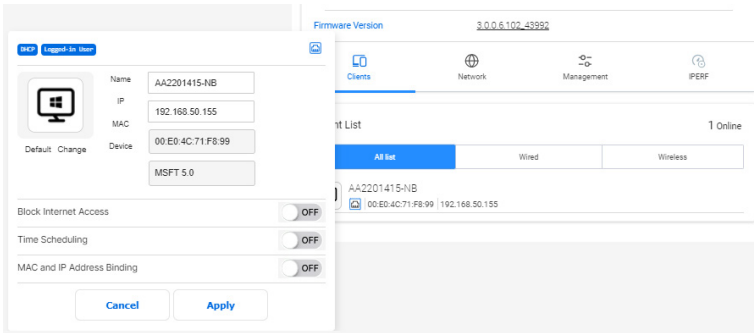 Firmware Version 3.0.0.6.102_43992
Clients Network Management IPERF
nt List 1 Online
All list Wired Wireless
AA2201415-NB
00:E0:4C:71:F8:99 192.168.50.155
DHCP Logged-in User
Name AA2201415-NB
IP 192.168.50.155
MAC 00:E0:4C:71:F8:99
Device MSFT 5.0
Default Change
Block Internet Access OFF
Time Scheduling OFF
MAC and IP Address Binding OFF
Cancel Apply